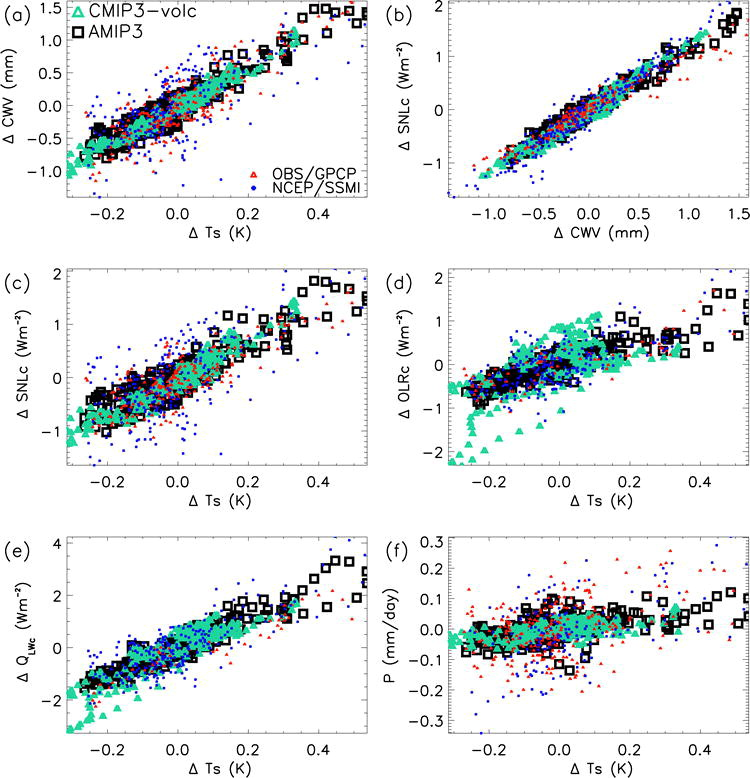 (a)
CMIP3-volc
AMIP3
OBS/GPCP
NCEP/SSMI
1.5
1.0
0.5
0.0
-0.5
-1.0
Δ CWV (mm)
-0.2 0.0 0.2 0.4
Δ Ts (K)
(b)
2
1
0
-1
Δ SNLc (Wm⁻²)
-1.0 -0.5 0.0 0.5 1.0 1.5
Δ CWV (mm)
(c)
2
1
0
-1
Δ SNLc (Wm⁻²)
-0.2 0.0 0.2 0.4
Δ Ts (K)
(d)
2
1
0
-1
-2
Δ OLRc (Wm⁻²)
-0.2 0.0 0.2 0.4
Δ Ts (K)
(e)
4
2
0
-2
Δ QLWc (Wm⁻²)
-0.2 0.0 0.2 0.4
Δ Ts (K)
(f)
0.3
0.2
0.1
0.0
-0.1
-0.2
-0.3
P (mm/day)
-0.2 0.0 0.2 0.4
Δ Ts (K)